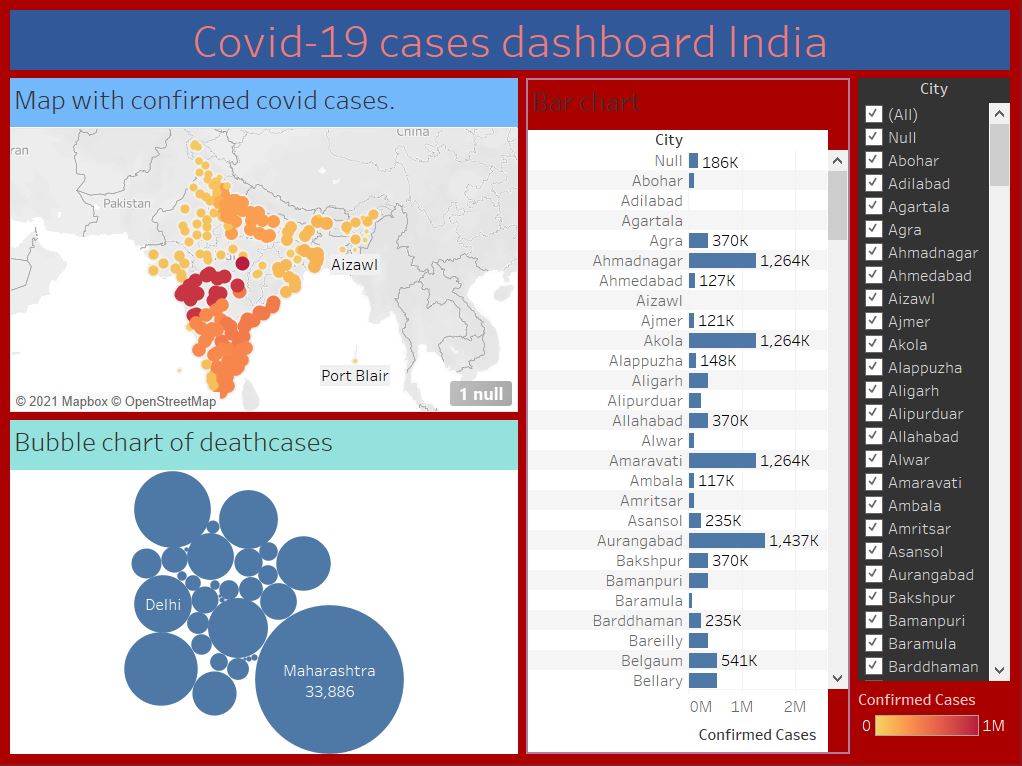 Covid-19 cases dashboard India
Map with confirmed covid cases.
ran
China
Pakistan
Aizawl
Port Blair
© 2021 Mapbox © OpenStreetMap
1 null
Bubble chart of deathcases
Delhi
Maharashtra
33,886
Bar chart
City
Null 186K
Abohar
Adilabad
Agartala
Agra 370K
Ahmadnagar 1,264K
Ahmedabad 127K
Aizawl
Ajmer 121K
Akola 1,264K
Alappuzha 148K
Aligarh
Alipurduar
Allahabad 370K
Alwar
Amaravati 1,264K
Ambala 117K
Amritsar
Asansol 235K
Aurangabad 1,437K
Bakshpur 370K
Bamanpuri
Baramula
Barddhaman 235K
Bareilly
Belgaum 541K
Bellary
0M 1M 2M
Confirmed Cases
City
(All)
Null
Abohar
Adilabad
Agartala
Agra
Ahmadnagar
Ahmedabad
Aizawl
Ajmer
Akola
Alappuzha
Aligarh
Alipurduar
Allahabad
Alwar
Amaravati
Ambala
Amritsar
Asansol
Aurangabad
Bakshpur
Bamanpuri
Baramula
Barddhaman
Confirmed Cases
0 1M